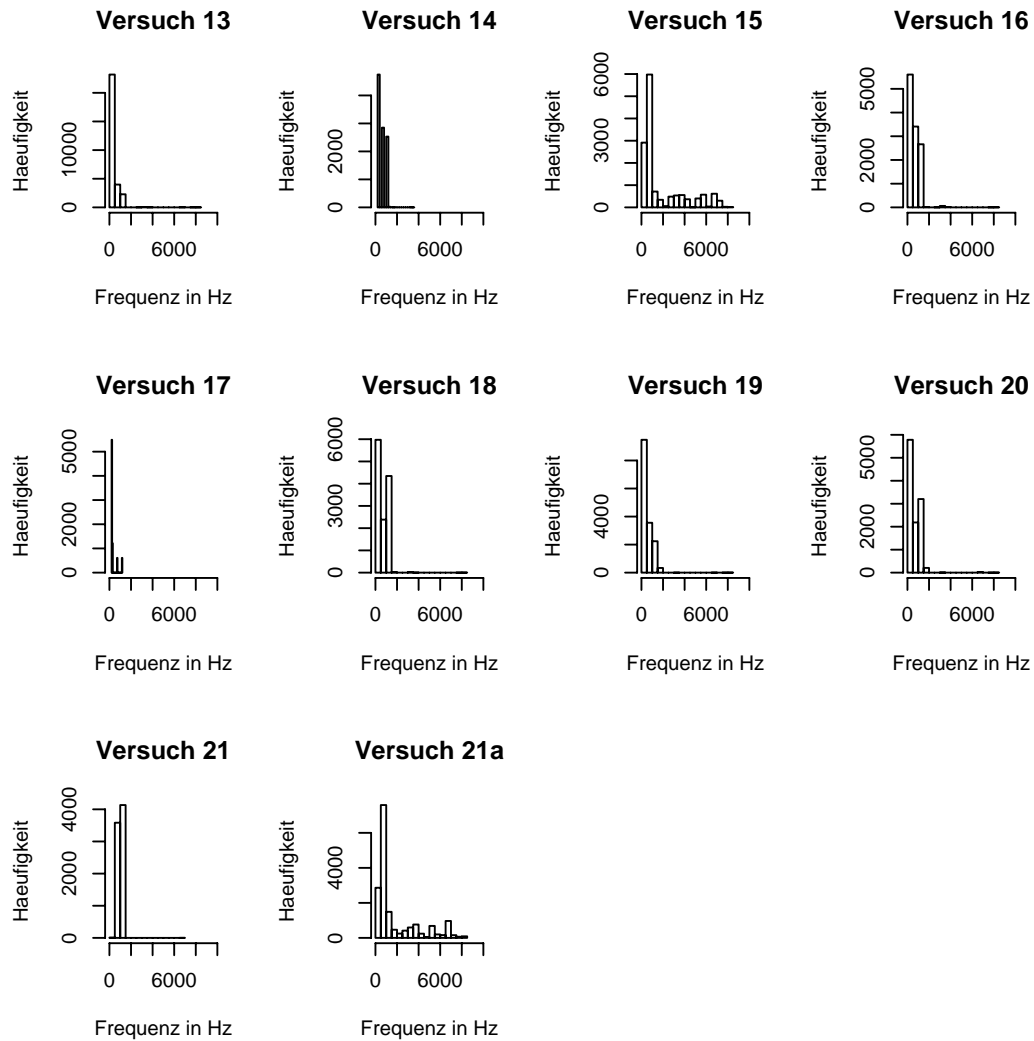 Versuch 13
Haeufigkeit
0
10000
0
6000
Frequenz in Hz
Versuch 14
Haeufigkeit
0
2000
0
6000
Frequenz in Hz
Versuch 15
Haeufigkeit
0
3000
6000
0
6000
Frequenz in Hz
Versuch 16
Haeufigkeit
0
2000
5000
0
6000
Frequenz in Hz
Versuch 17
Haeufigkeit
0
2000
5000
0
6000
Frequenz in Hz
Versuch 18
Haeufigkeit
0
3000
6000
0
6000
Frequenz in Hz
Versuch 19
Haeufigkeit
0
4000
0
6000
Frequenz in Hz
Versuch 20
Haeufigkeit
0
2000
5000
0
6000
Frequenz in Hz
Versuch 21
Haeufigkeit
0
2000
4000
0
6000
Frequenz in Hz
Versuch 21a
Haeufigkeit
0
4000
0
6000
Frequenz in Hz